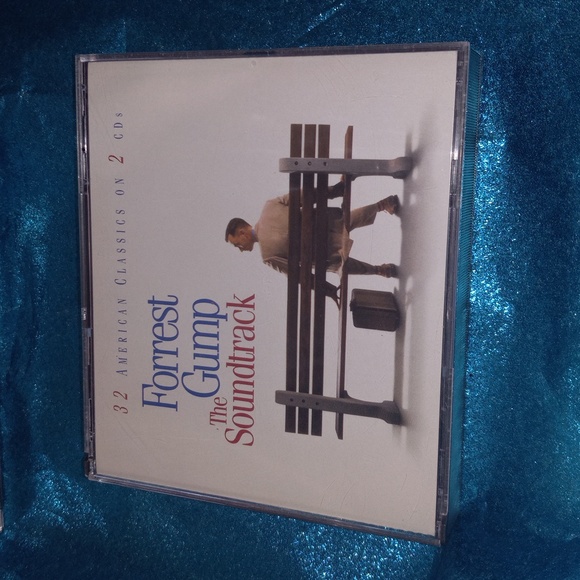 32 AMERICAN CLASSICS ON 2 CDs
Forrest
Gump
The
Soundtrack